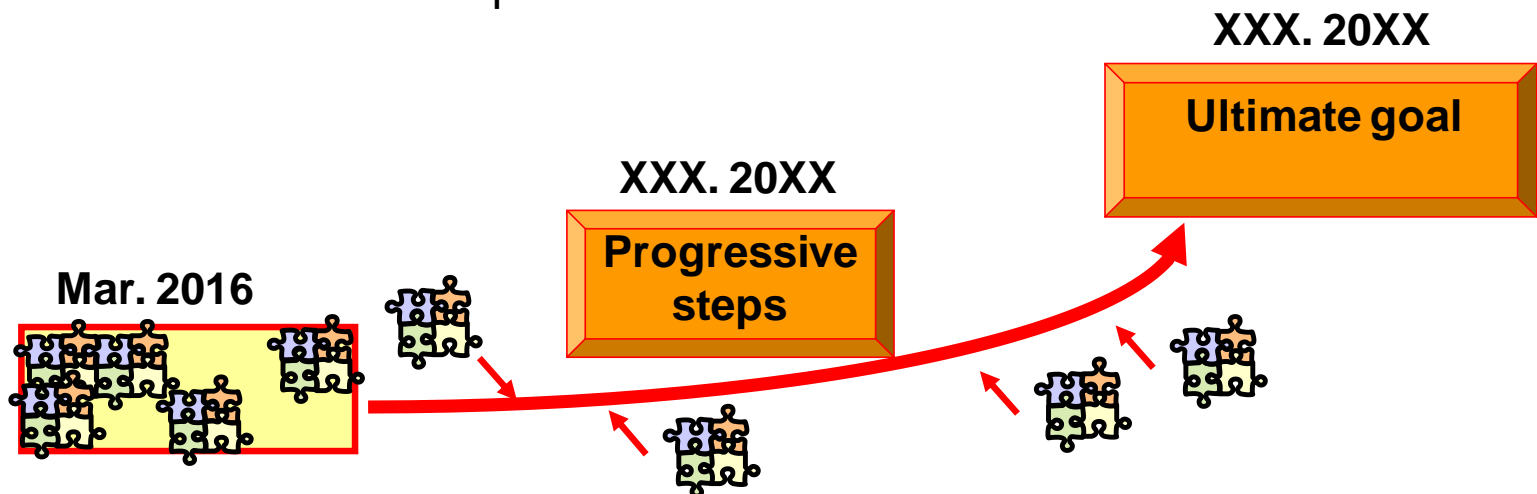 XXX. 20XX
Ultimate goal
XXX. 20XX
Progressive
steps
Mar. 2016